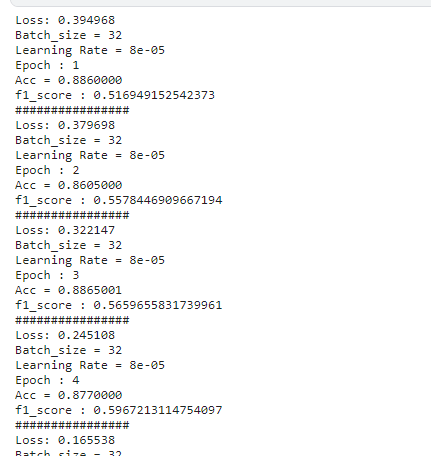 Loss: 0.394968
Batch_size = 32
Learning Rate = 8e-05
Epoch : 1
Acc = 0.8860000
f1_score : 0.516949152542373
################
Loss: 0.379698
Batch_size = 32
Learning Rate = 8e-05
Epoch : 2
Acc = 0.8605000
f1_score : 0.5578446909667194
################
Loss: 0.322147
Batch_size = 32
Learning Rate = 8e-05
Epoch : 3
Acc = 0.8865001
f1_score : 0.5659655831739961
################
Loss: 0.245108
Batch_size = 32
Learning Rate = 8e-05
Epoch : 4
Acc = 0.8770000
f1_score : 0.5967213114754097
################
Loss: 0.165538
Batch_size = 32